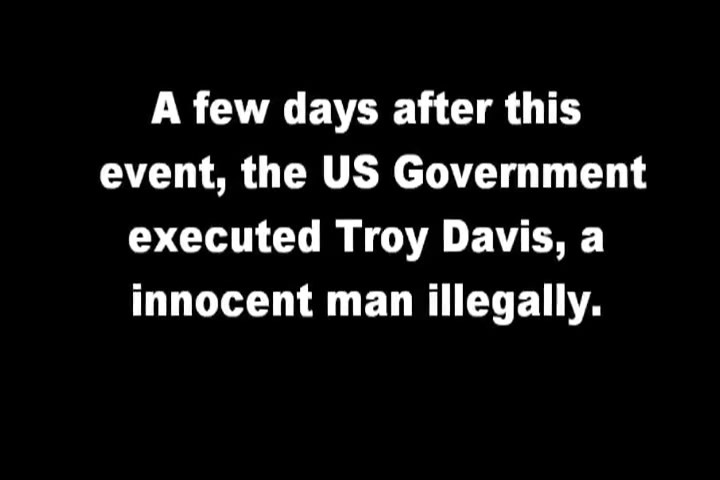 A few days after this
event, the US Government
executed Troy Davis, a
innocent man illegally.